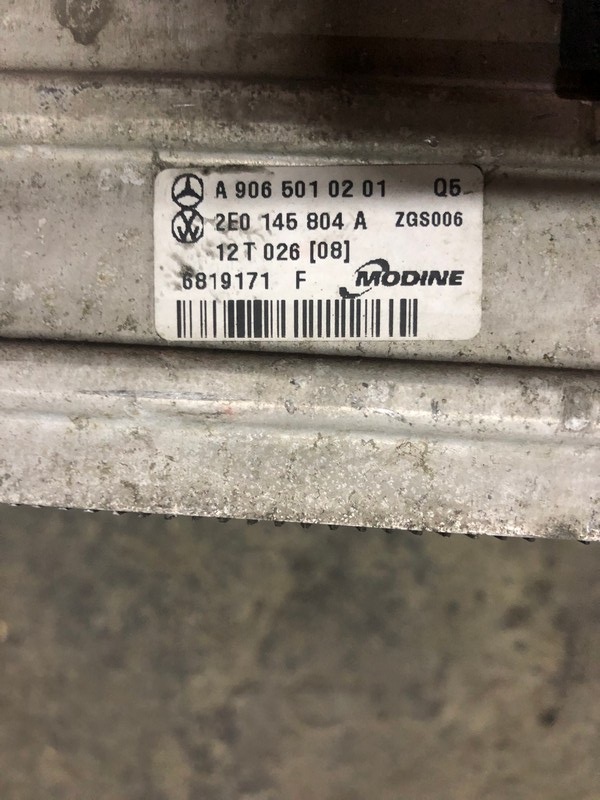 A 906 501 02 01 Q5
2E0 145 804 A ZGS006
12 T 026 [08]
6819171 F MODINE